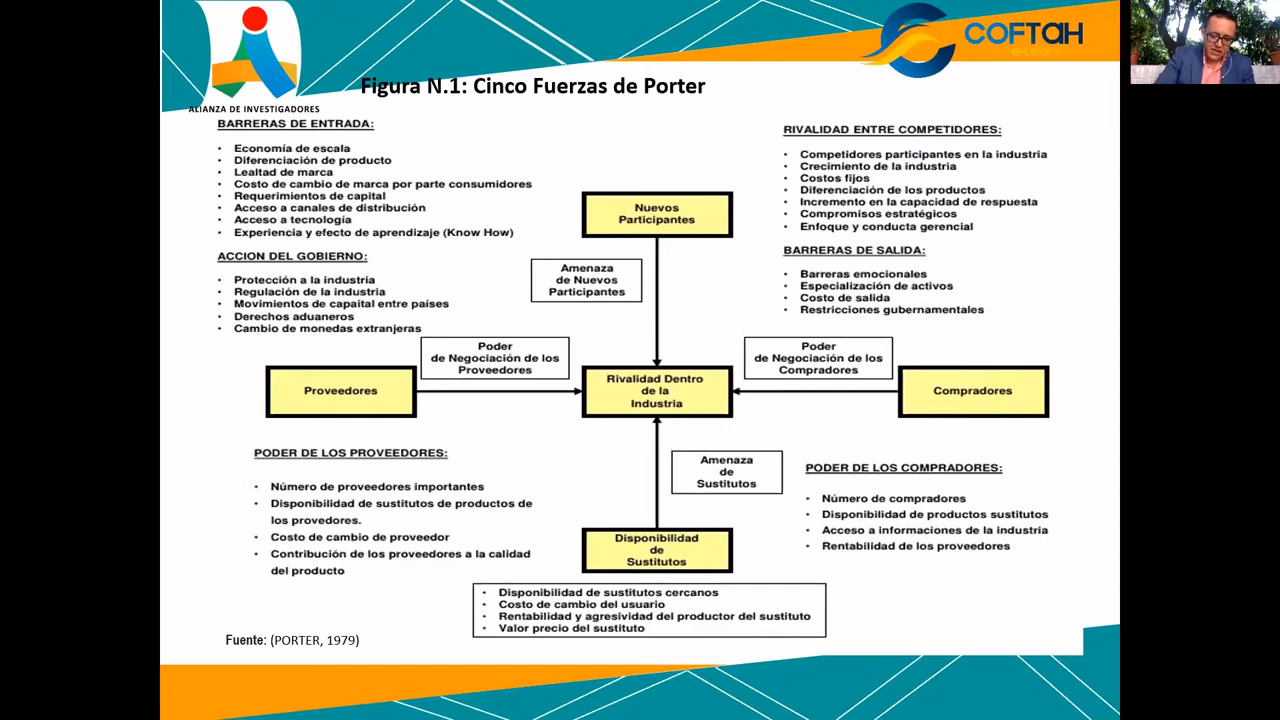 COFTAH
ALIANZA DE INVESTIGADORES
Figura N.1: Cinco Fuerzas de Porter
BARRERAS DE ENTRADA:
• Economía de escala
• Diferenciación de producto
• Lealtad de marca
• Costo de cambio de marca por parte consumidores
• Requerimientos de capital
• Acceso a canales de distribución
• Acceso a tecnología
• Experiencia y efecto de aprendizaje (Know How)
ACCION DEL GOBIERNO:
• Protección a la industria
• Regulación de la industria
• Movimientos de capaital entre países
• Derechos aduaneros
• Cambio de monedas extranjeras
Nuevos
Participantes
Amenaza
de Nuevos
Participantes
RIVALIDAD ENTRE COMPETIDORES:
• Competidores participantes en la industria
• Crecimiento de la industria
• Costos fijos
• Diferenciación de los productos
• Incremento en la capacidad de respuesta
• Compromisos estratégicos
• Enfoque y conducta gerencial
BARRERAS DE SALIDA:
• Barreras emocionales
• Especialización de activos
• Costo de salida
• Restricciones gubernamentales
Proveedores
Poder
de Negociación de los
Proveedores
Rivalidad Dentro
de la
Industria
Poder
de Negociación de los
Compradores
Compradores
PODER DE LOS PROVEEDORES:
• Número de proveedores importantes
• Disponibilidad de sustitutos de productos de
los provedores.
• Costo de cambio de proveedor
• Contribución de los proveedores a la calidad
del producto
Amenaza
de
Sustitutos
Disponibilidad
de
Sustitutos
PODER DE LOS COMPRADORES:
• Número de compradores
• Disponibilidad de productos sustitutos
• Acceso a informaciones de la industria
• Rentabilidad de los proveedores
• Disponibilidad de sustitutos cercanos
• Costo de cambio del usuario
• Rentabilidad y agresividad del productor del sustituto
• Valor precio del sustituto
Fuente: (PORTER, 1979)